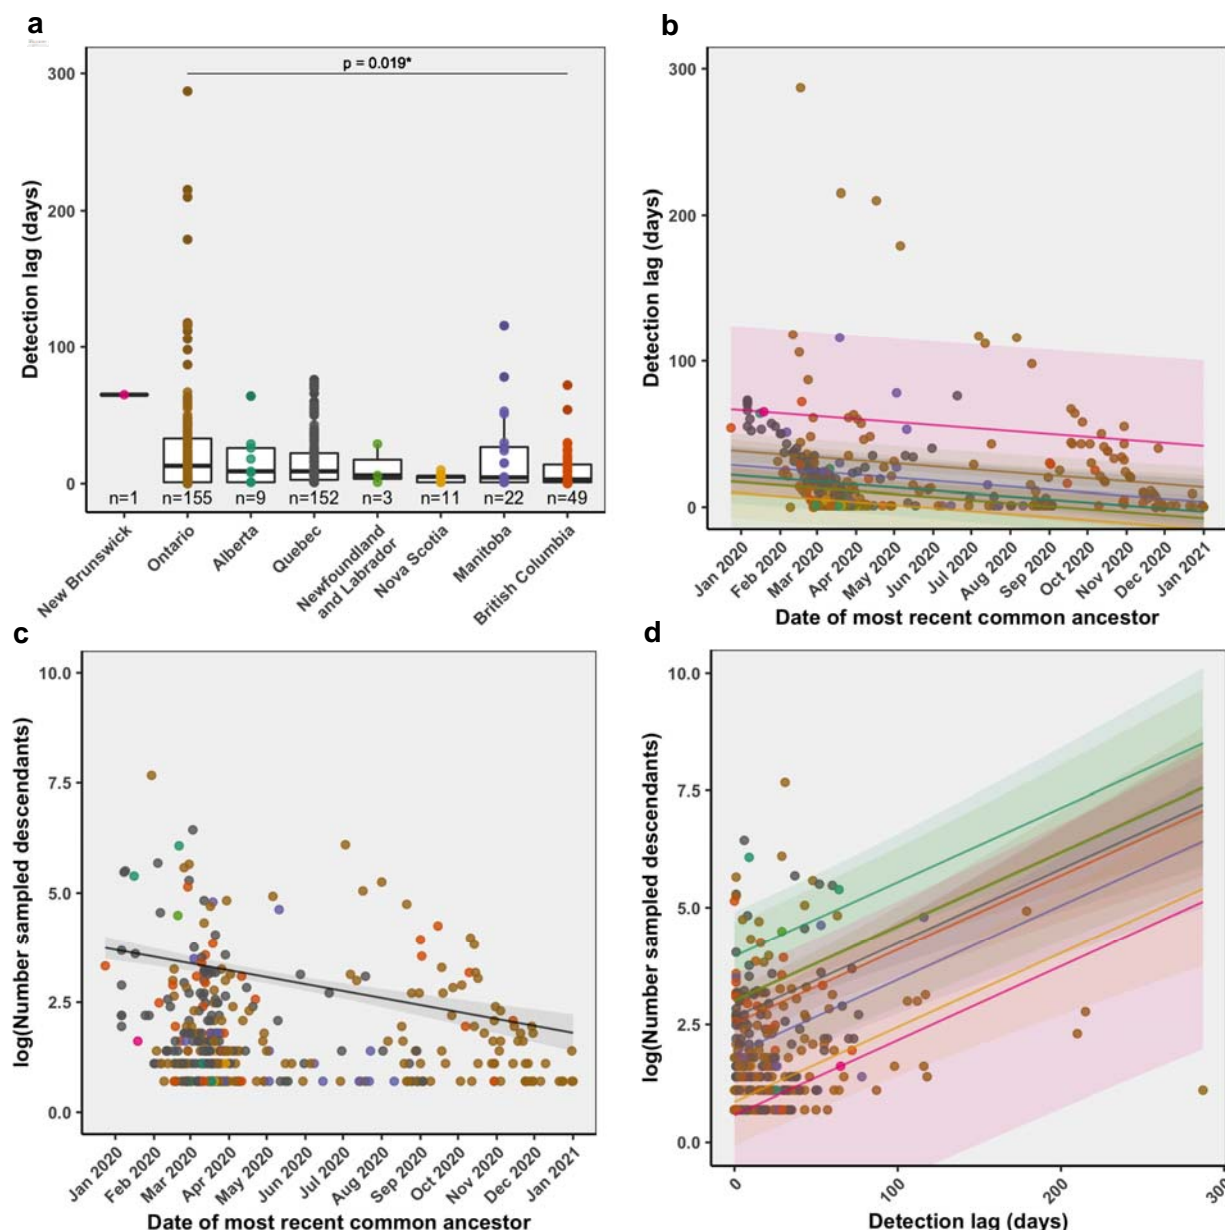 a
p = 0.019*
300
200
100
0
Detection lag (days)
n=1 n=155 n=9 n=152 n=3 n=11 n=22 n=49
New Brunswick
Ontario
Alberta
Quebec
Newfoundland
and Labrador
Nova Scotia
Manitoba
British Columbia
b
300
200
100
0
Detection lag (days)
Jan 2020
Feb 2020
Mar 2020
Apr 2020
May 2020
Jun 2020
Jul 2020
Aug 2020
Sep 2020
Oct 2020
Nov 2020
Dec 2020
Jan 2021
Date of most recent common ancestor
c
10.0
7.5
5.0
2.5
0.0
log(Number sampled descendants)
Jan 2020
Feb 2020
Mar 2020
Apr 2020
May 2020
Jun 2020
Jul 2020
Aug 2020
Sep 2020
Oct 2020
Nov 2020
Dec 2020
Jan 2021
Date of most recent common ancestor
d
10.0
7.5
5.0
2.5
0.0
log(Number sampled descendants)
0
100
200
300
Detection lag (days)